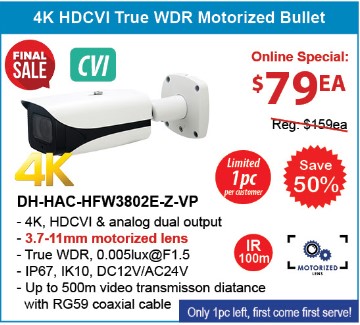 4K HDCVI True WDR Motorized Bullet
FINAL
SALE
CVI
Online Special:
$79EA
Reg: $159ea
4K
Limited
1pc
per customer
Save
50%
DH-HAC-HFW3802E-Z-VP
- 4K, HDCVI & analog dual output
- 3.7-11mm motorized lens
- True WDR, 0.005lux@F1.5
- IP67, IK10, DC12V/AC24V
- Up to 500m video transmisson diatance
with RG59 coaxial cable
IR
100m
MOTORIZED
LENS
Only 1pc left, first come first serve!